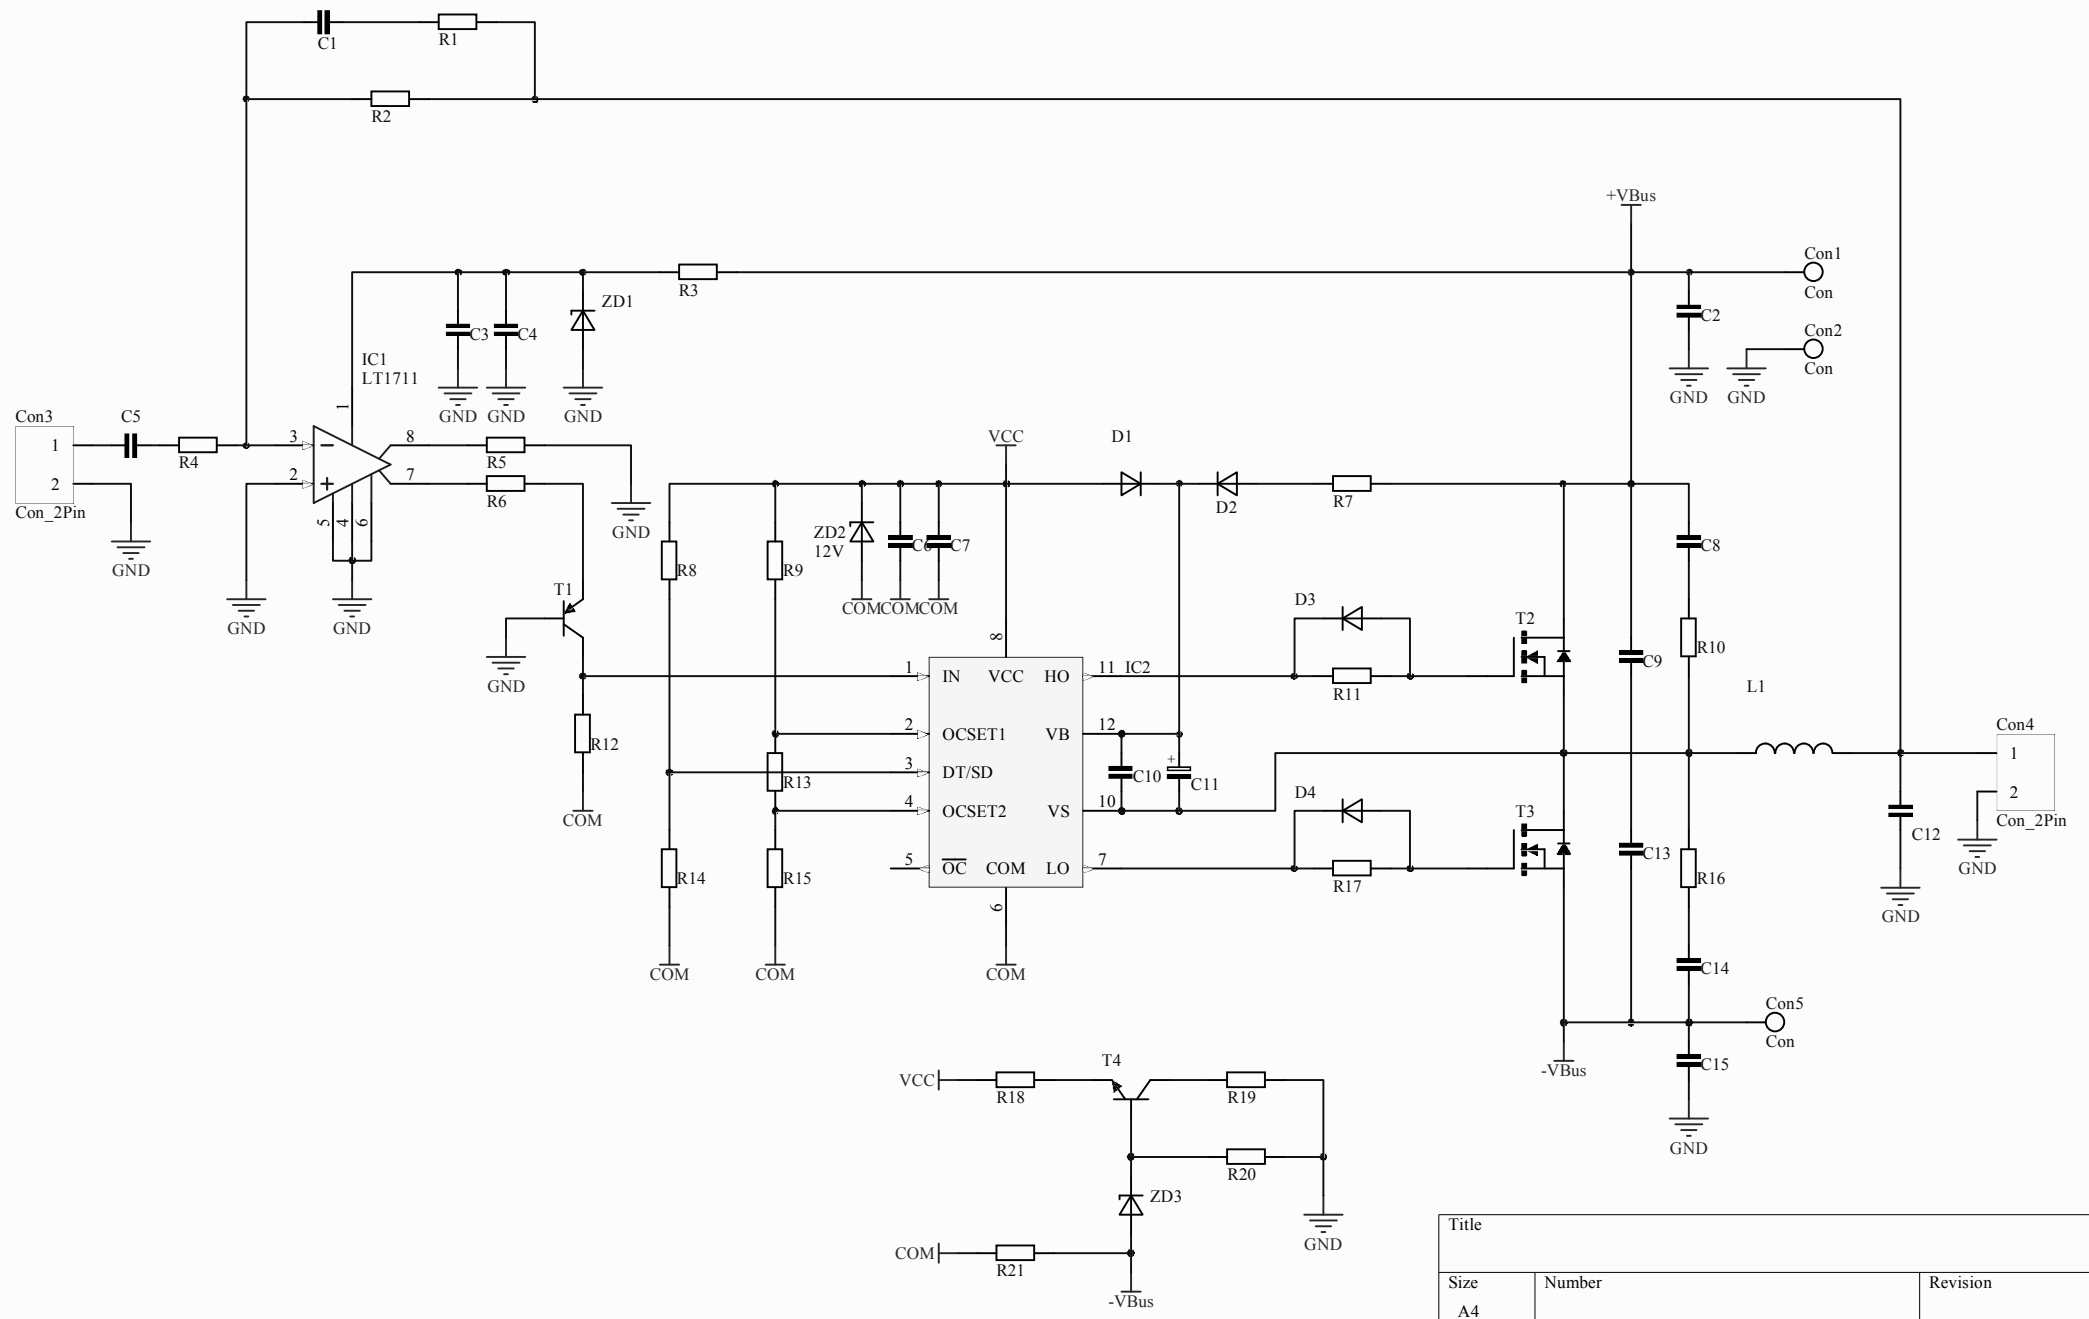 C1
R1
R2
+VBus
Con1
Con
R3
ZD1
C3
C4
C2
Con2
Con
IC1
LT1711
GND
GND
GND
GND
GND
1
Con3
C5
1
2
Con_2Pin
R4
3
2
8
7
5
4
6
R5
R6
VCC
D1
D2
R7
GND
GND
GND
GND
ZD2
12V
C6
C7
C8
R8
R9
T1
COM
COM
COM
D3
T2
8
GND
1
IN
VCC
HO
11
IC2
R11
C9
R10
L1
R12
2
OCSET1
VB
12
Con4
1
2
Con_2Pin
3
DT/SD
R13
C10
+
C11
4
OCSET2
VS
10
D4
T3
COM
C12
GND
5
OC
COM
LO
7
R14
R15
R17
C13
R16
6
GND
COM
COM
COM
C14
Con5
Con
-VBus
C15
GND
T4
VCC
R18
R19
R20
ZD3
COM
R21
GND
-VBus
Title
Size
Number
Revision
A4